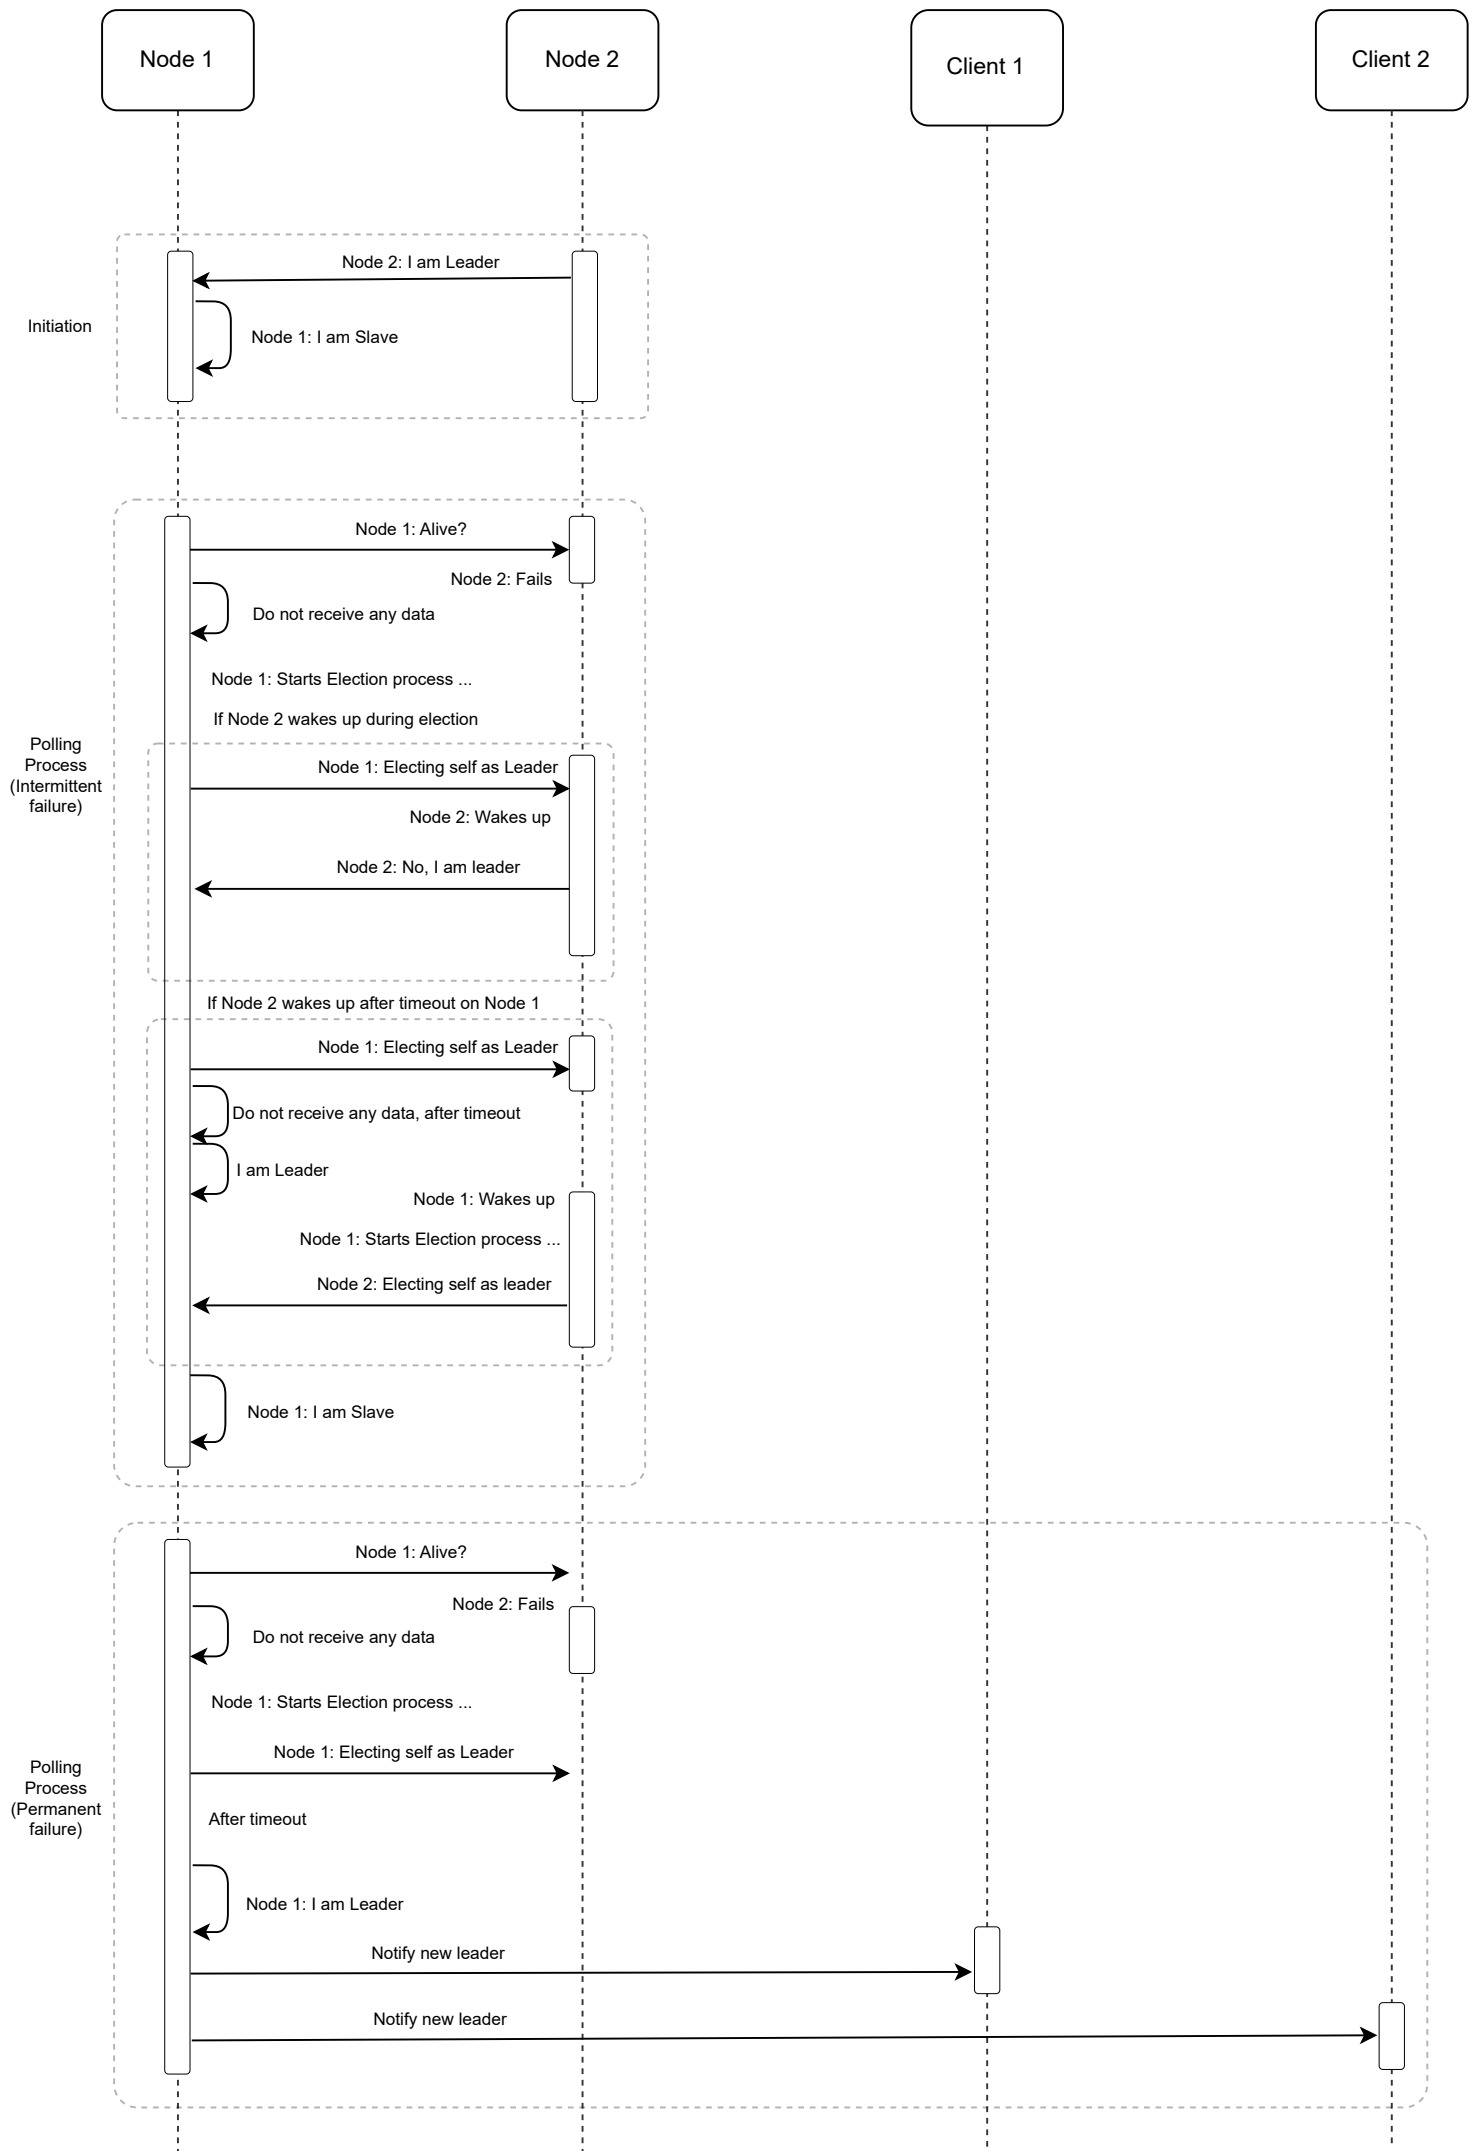 Node 1
Node 2
Client 1
Client 2
Node 2: I am Leader
Initiation
Node 1: I am Slave
Node 1: Alive?
Node 2: Fails
Do not receive any data
Node 1: Starts Election process ...
If Node 2 wakes up during election
Polling
Process
(Intermittent
failure)
Node 1: Electing self as Leader
Node 2: Wakes up
Node 2: No, I am leader
If Node 2 wakes up after timeout on Node 1
Node 1: Electing self as Leader
Do not receive any data, after timeout
I am Leader
Node 1: Wakes up
Node 1: Starts Election process ...
Node 2: Electing self as leader
Node 1: I am Slave
Node 1: Alive?
Node 2: Fails
Do not receive any data
Node 1: Starts Election process ...
Node 1: Electing self as Leader
Polling
Process
(Permanent
failure)
After timeout
Node 1: I am Leader
Notify new leader
Notify new leader